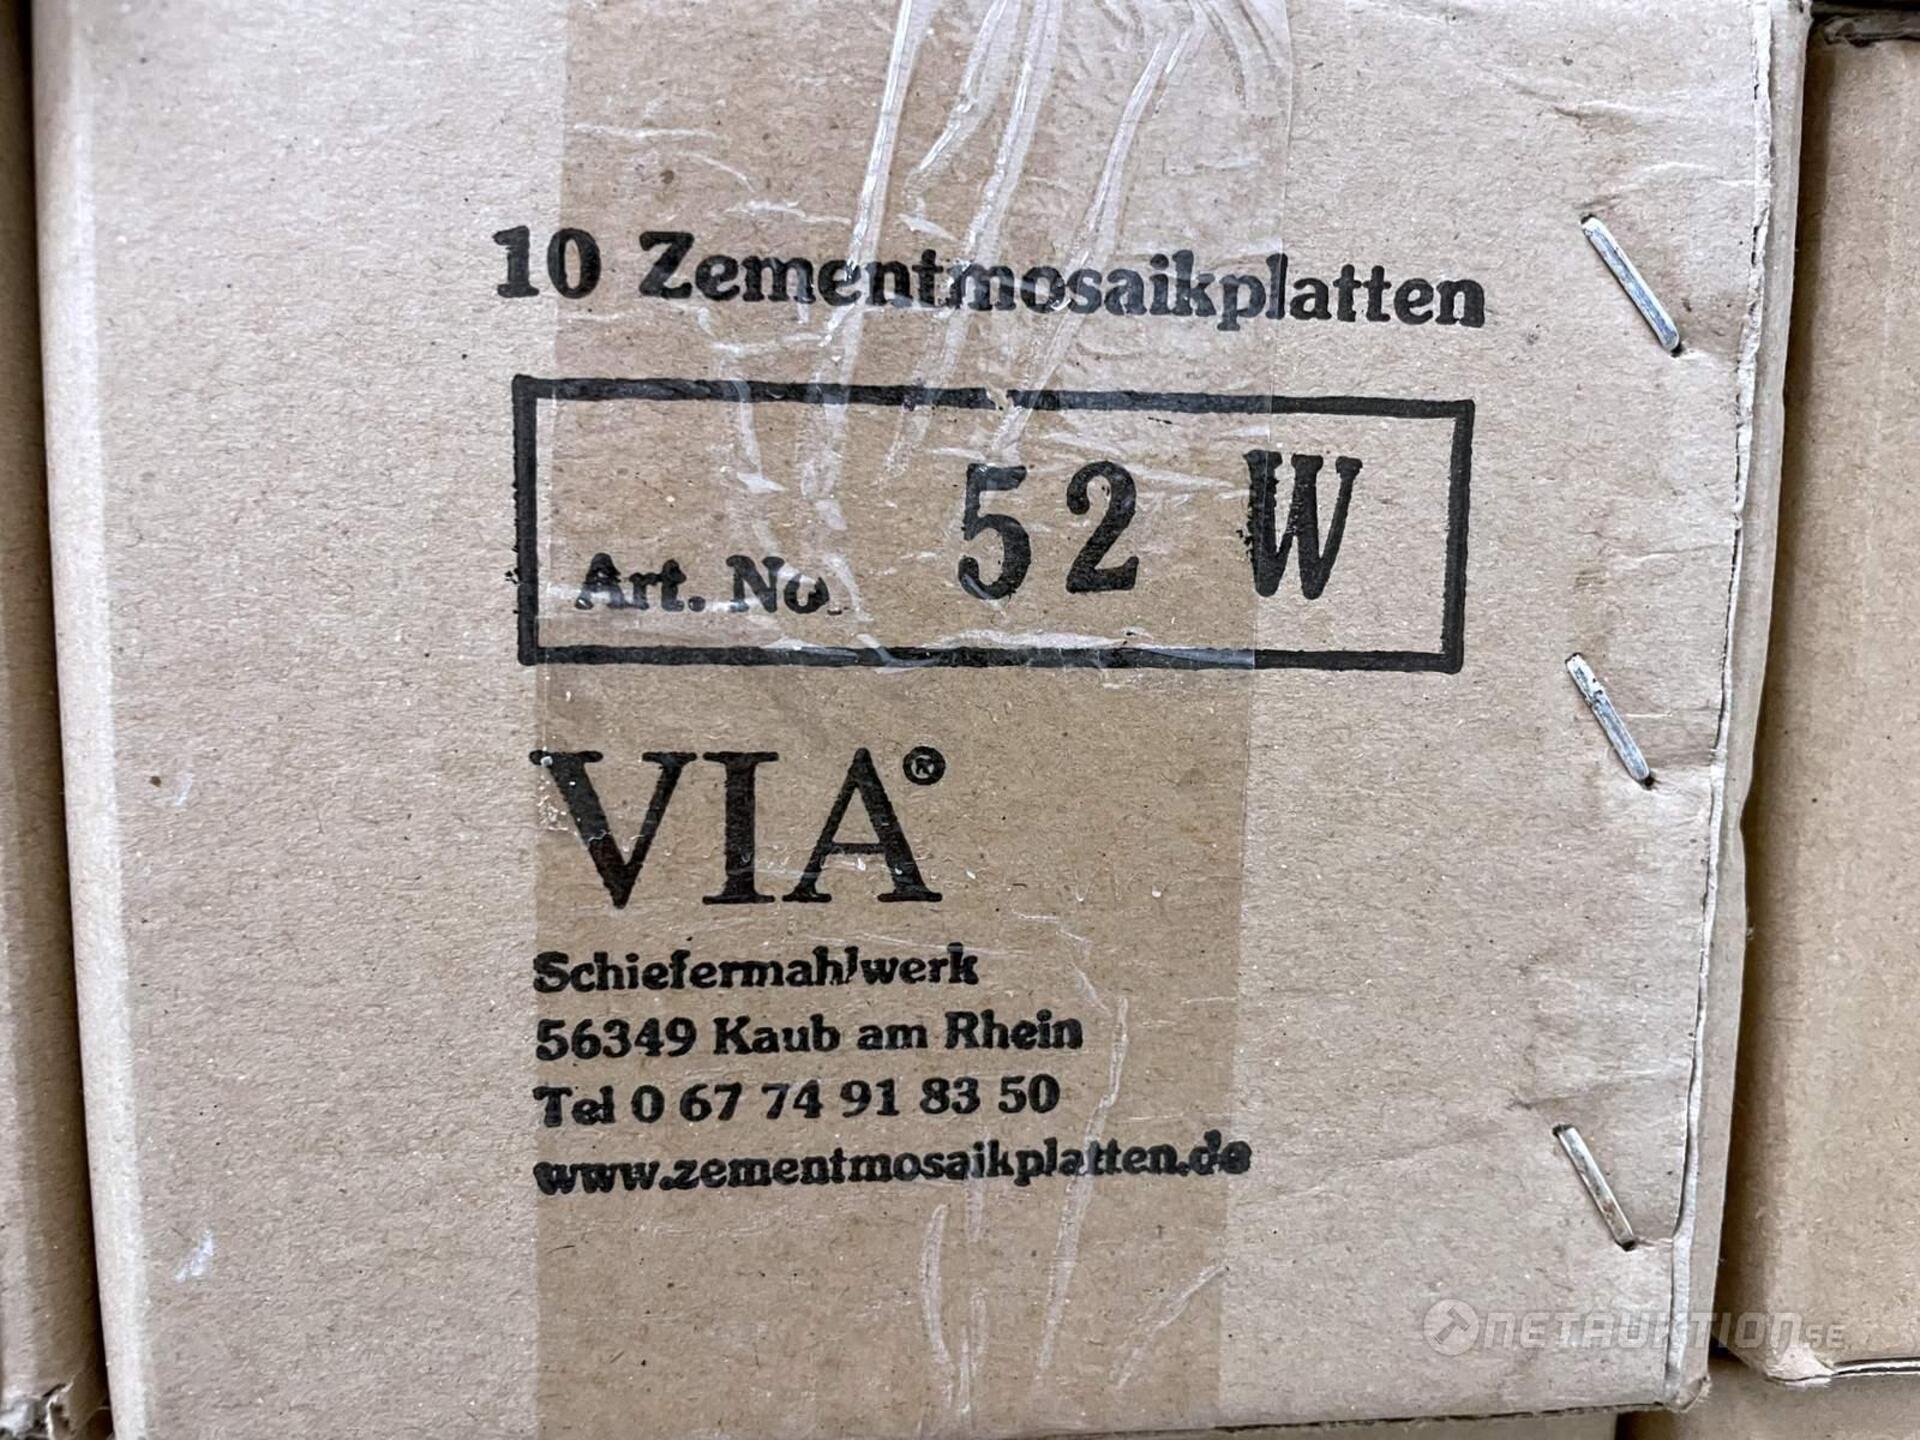 10 Zementmosaikplatten
Art. No. 52 W
VIA®
Schiefermahlwerk
56349 Kaub am Rhein
Tel 0 67 74 91 83 50
www.zementmosaikplatten.de
NETAUKTION.SE